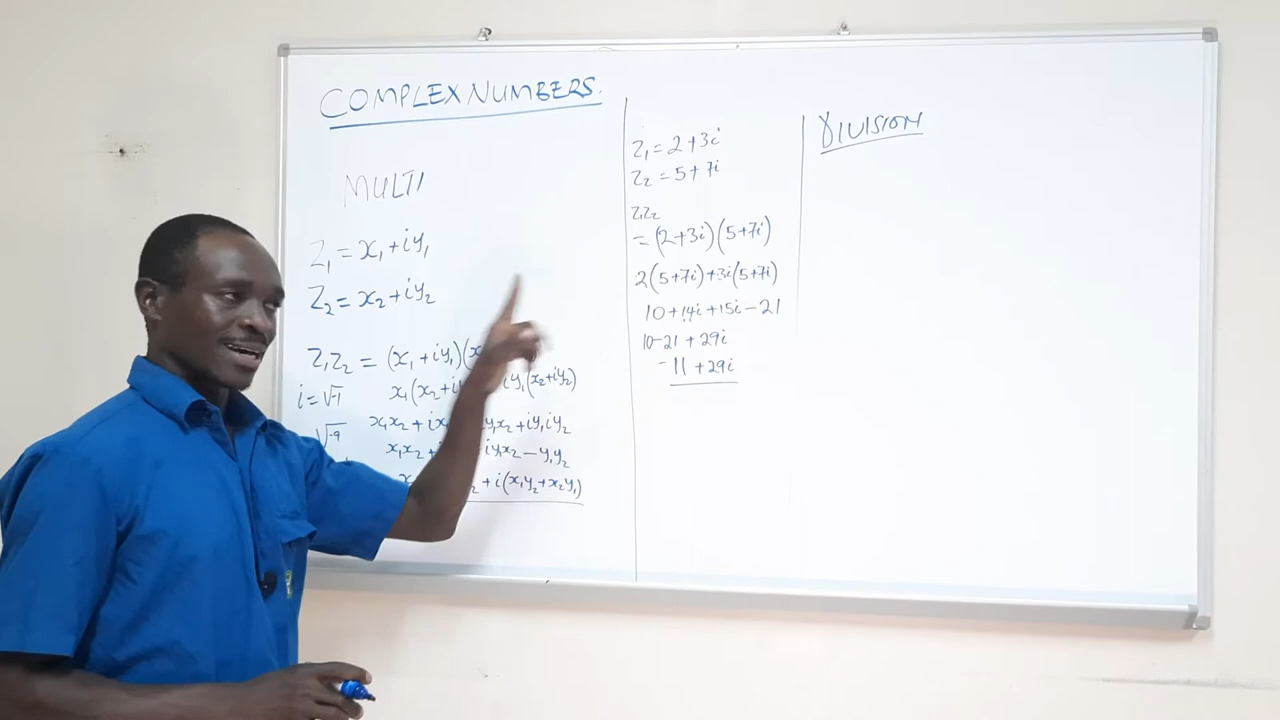 COMPLEX NUMBERS.
MULTI
Z₁ = x₁ + iy₁
Z₂ = x₂ + iy₂
Z₁Z₂ = (x₁ + iy₁)(x
i = √-1
x₁(x₂ + i
iy₁(x₂ + iy₂)
x₁x₂ + ix
y₁x₂ + iy₁iy₂
√-9
x₁x₂ +
iy₁x₂ - y₁y₂
+ i(x₁y₂ + x₂y₁)
Z₁ = 2 + 3i
Z₂ = 5 + 7i
Z₁Z₂
= (2+3i)(5+7i)
2(5+7i)+3i(5+7i)
10 + 14i + 15i - 21
10-21 + 29i
-11 + 29i
DIVISION